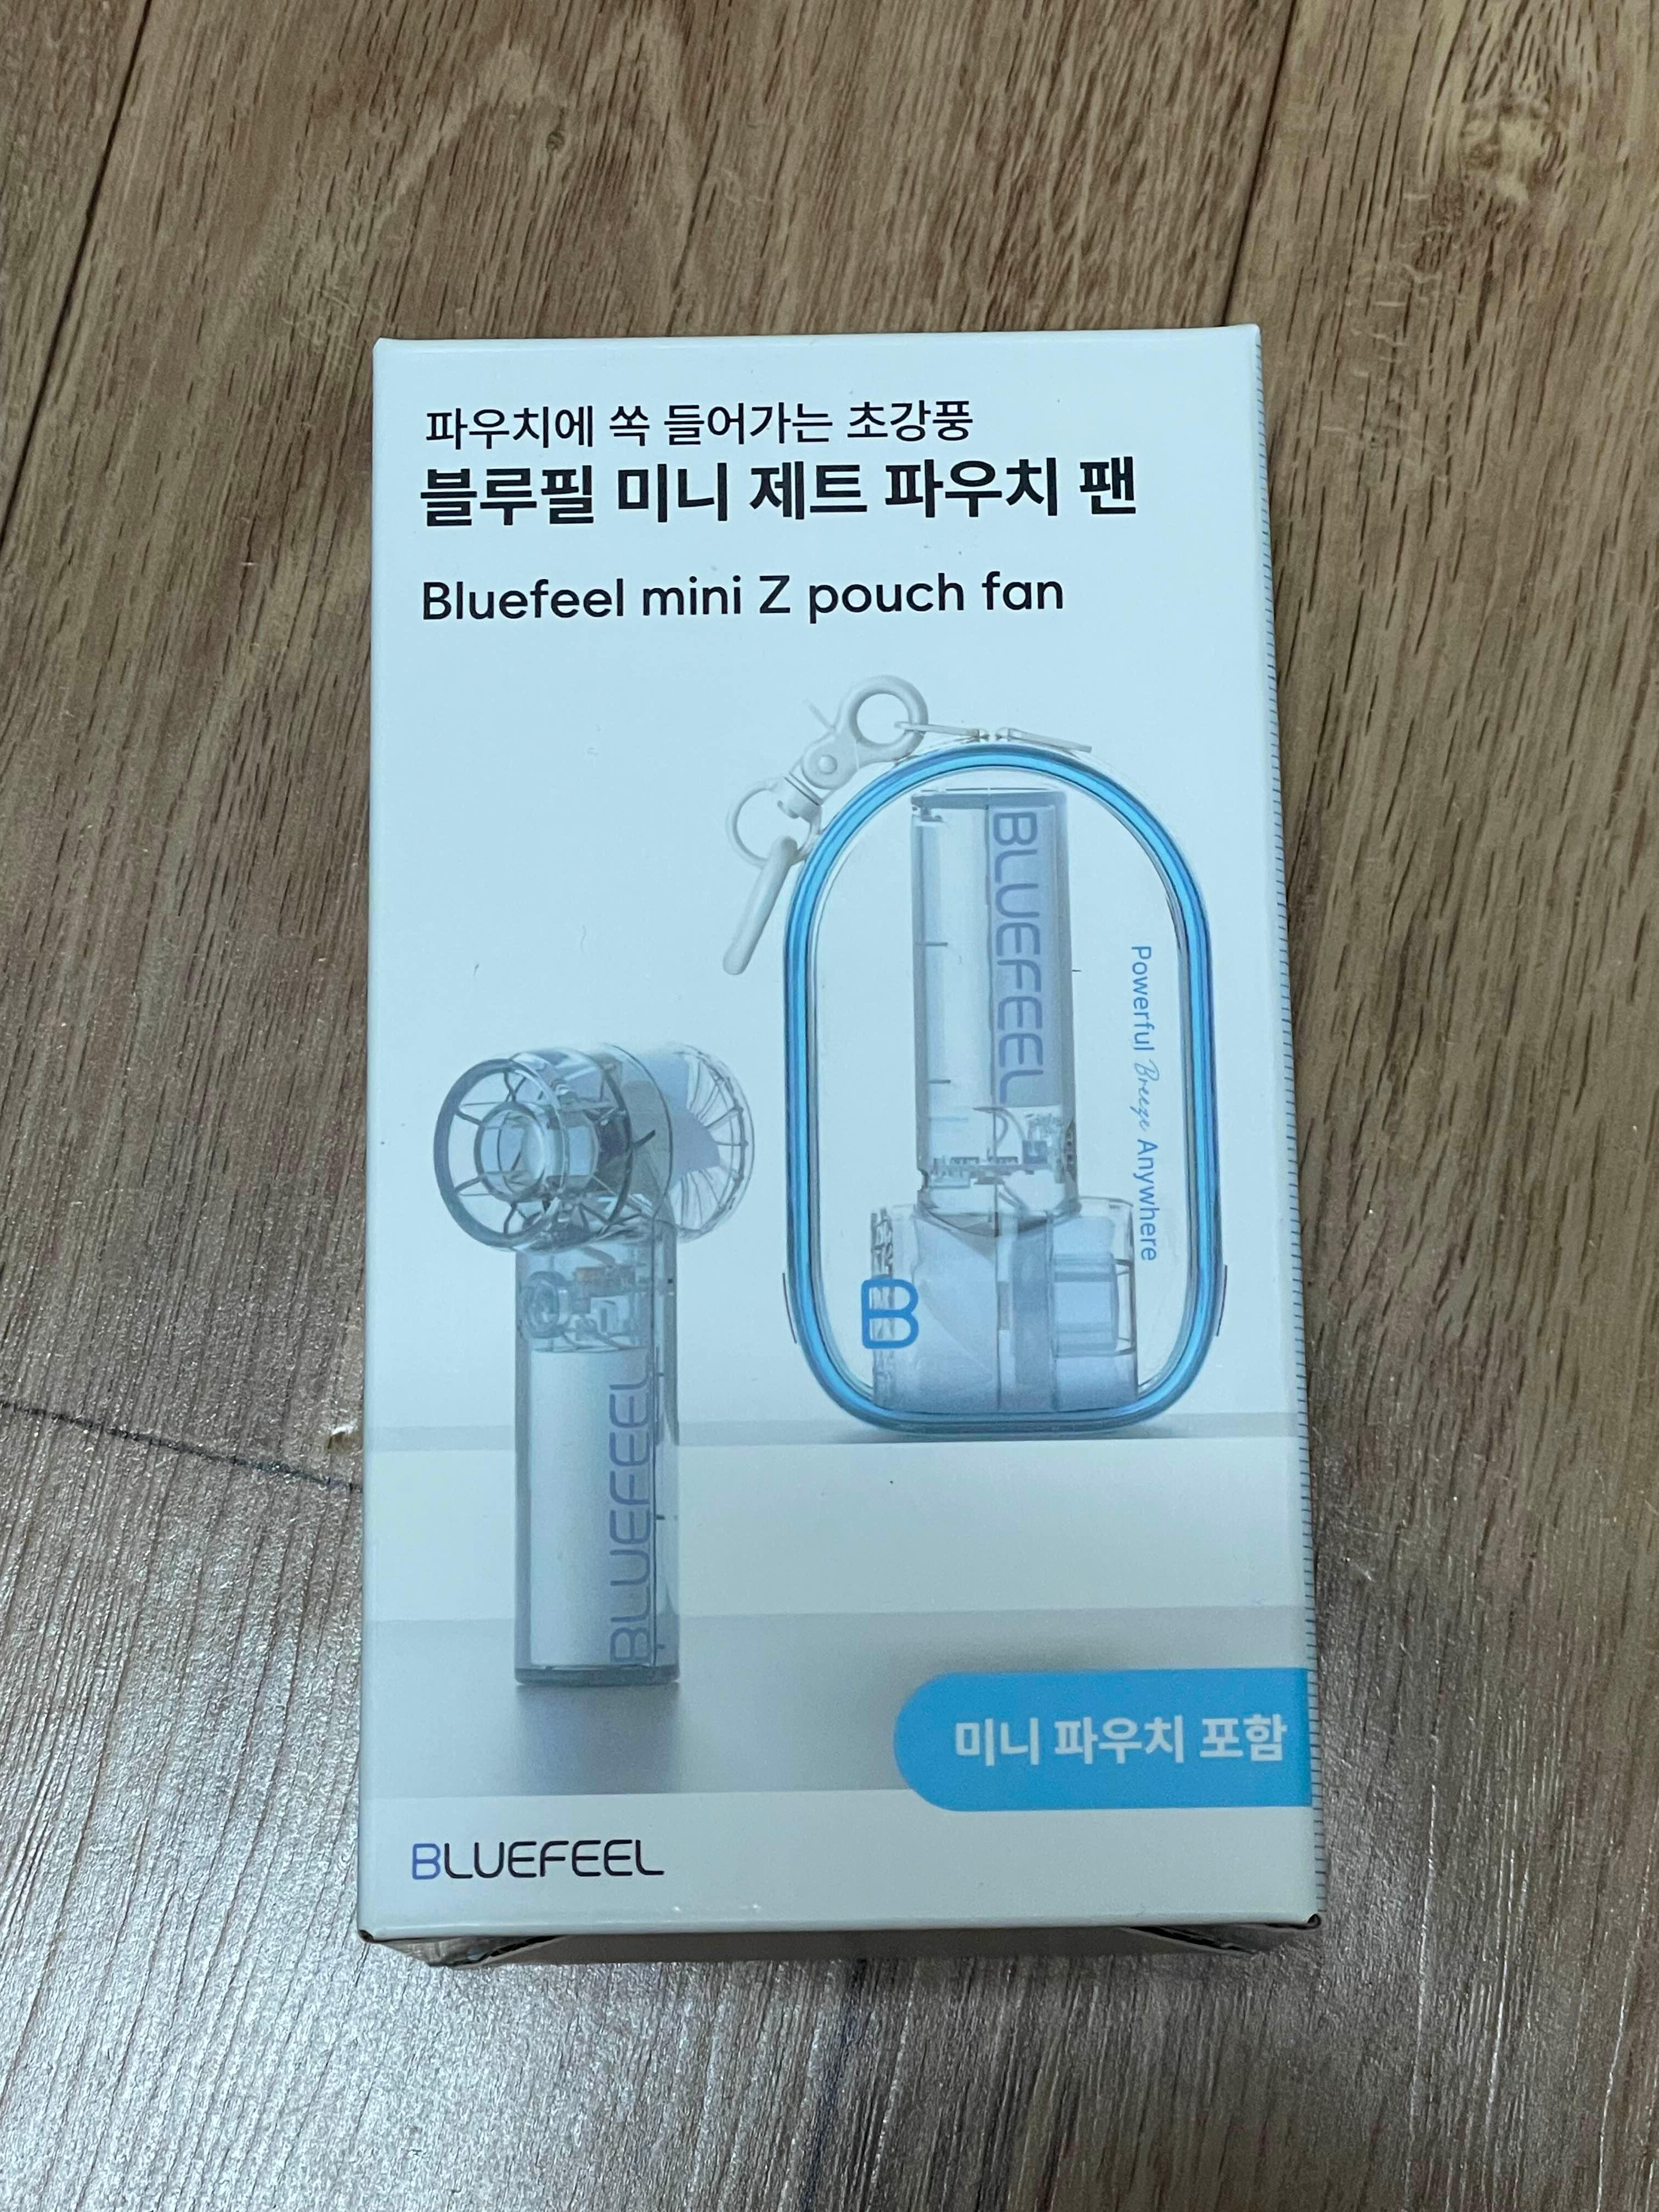 파우치에 쏙 들어가는 초강풍
블루필 미니 제트 파우치 팬
Bluefeel mini Z pouch fan
BLUEFEEL
Powerful Breeze Anywhere
B
BLUEFEEL
미니 파우치 포함
BLUEFEEL